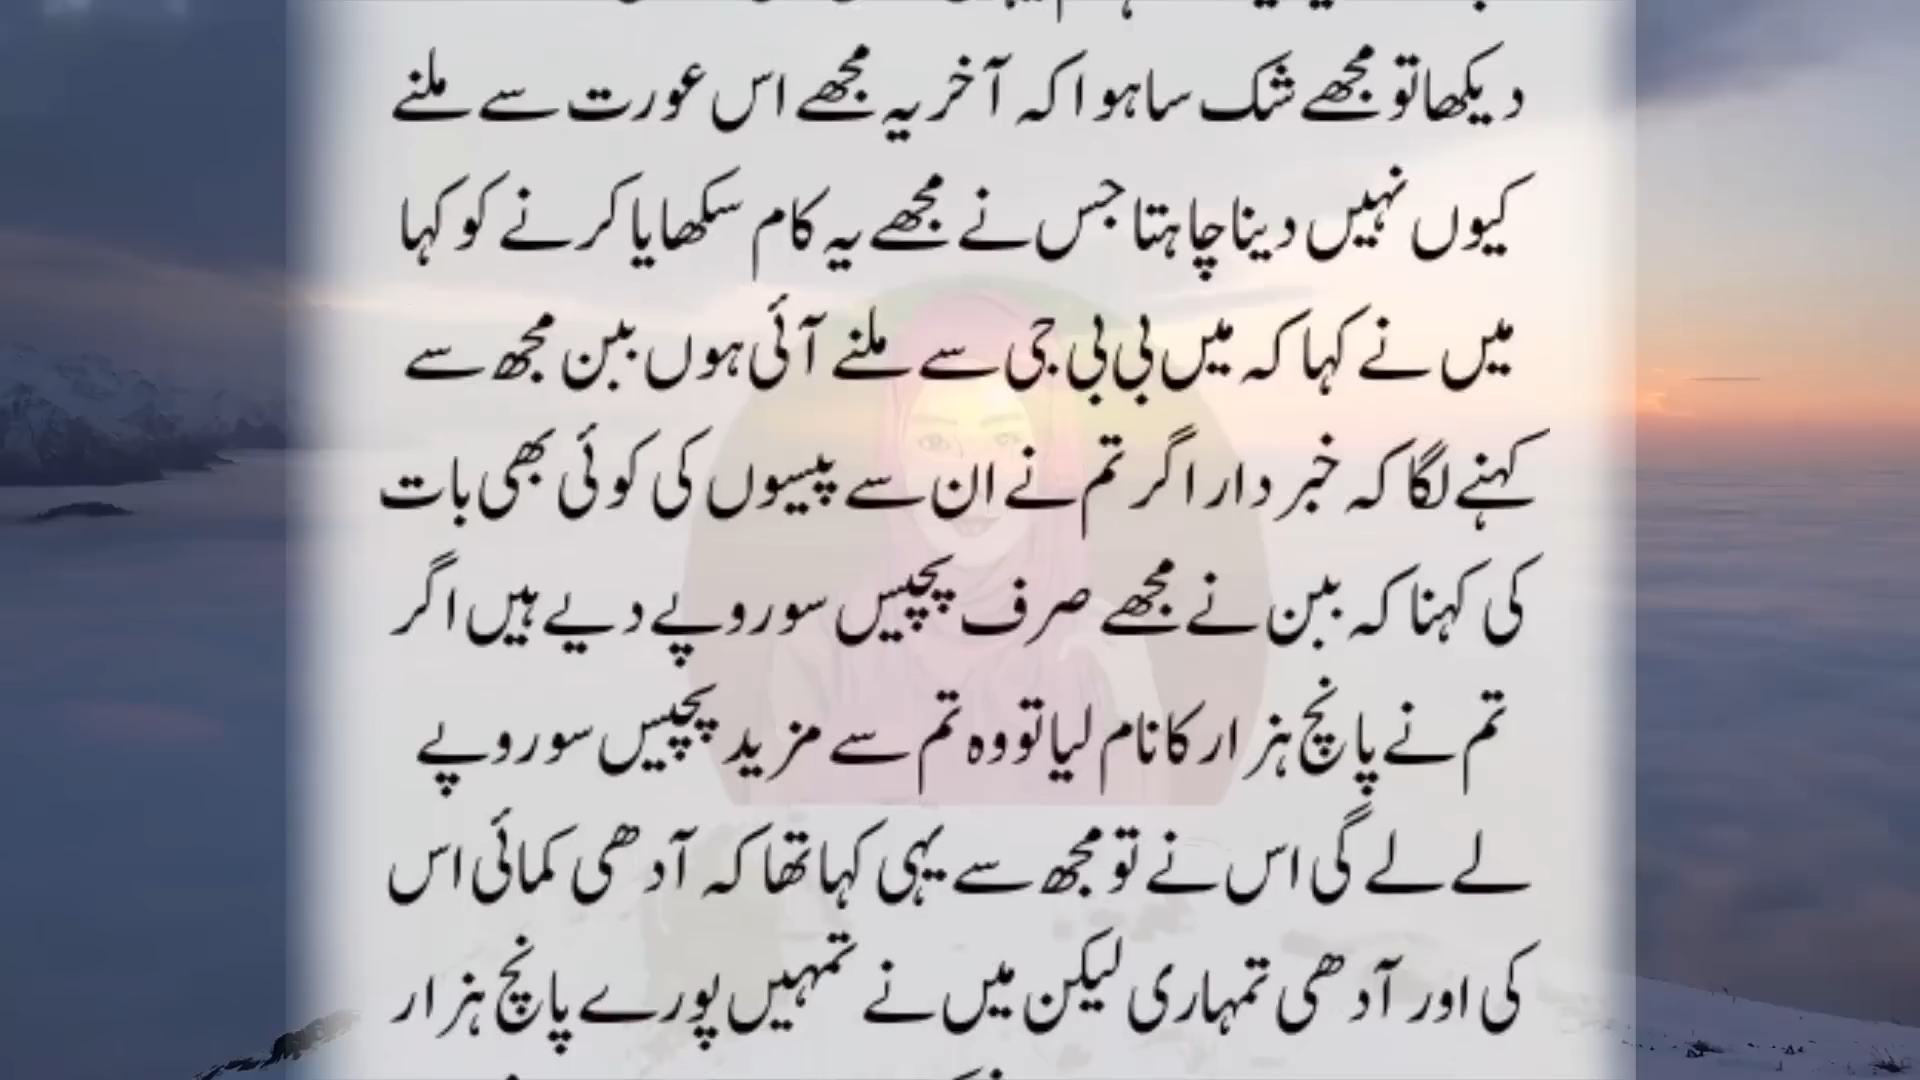 دیکھا تو مجھے شک سا ہوا کہ آخر یہ مجھے اس عورت سے ملنے
کیوں نہیں دینا چاہتا جس نے مجھے یہ کام سکھایا کرنے کو کہا
میں نے کہا کہ میں بی بی جی سے ملنے آئی ہوں ببن مجھ سے
کہنے لگا کہ خبر دار اگر تم نے ان سے پیسوں کی کوئی بھی بات
کی کہنا کہ ببن نے مجھے صرف پچیس سو روپے دیے ہیں اگر
تم نے پانچ ہزار کا نام لیا تو وہ تم سے مزید پچیس سو روپے
لے لے گی اس نے تو مجھ سے یہی کہا تھا کہ آدھی کمائی اس
کی اور آدھی تمہاری لیکن میں نے تمہیں پورے پانچ ہزار